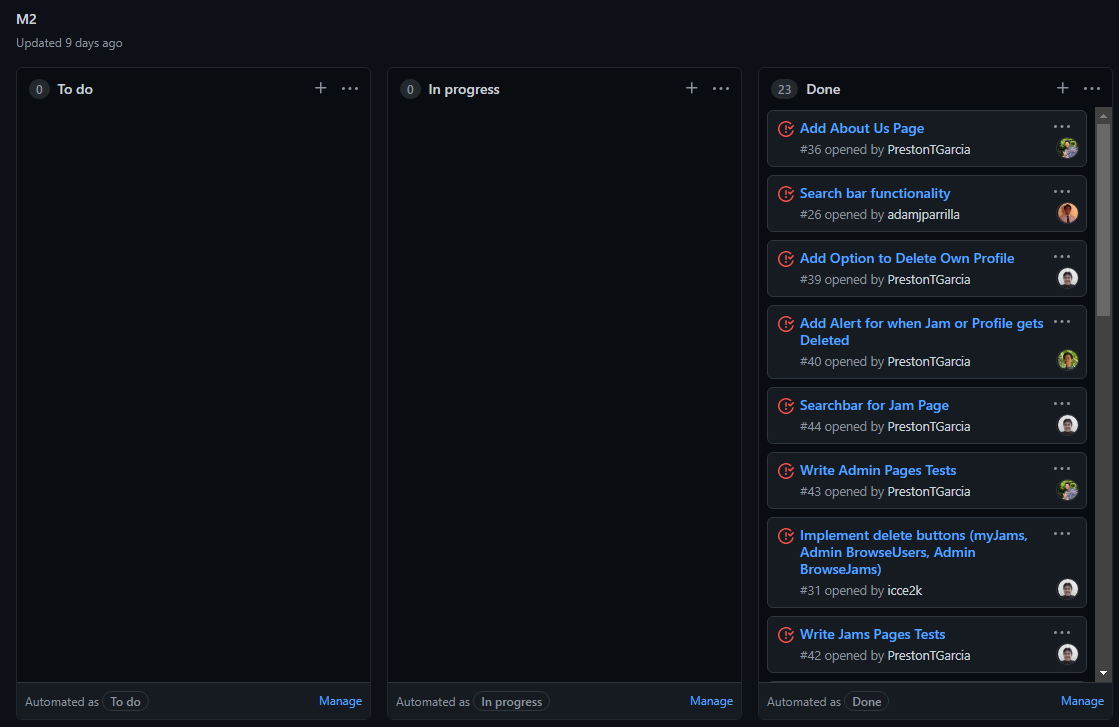 M2
Updated 9 days ago
0 To do
0 In progress
23 Done
Add About Us Page
#36 opened by PrestonTGarcia
Search bar functionality
#26 opened by adamjparrilla
Add Option to Delete Own Profile
#39 opened by PrestonTGarcia
Add Alert for when Jam or Profile gets
Deleted
#40 opened by PrestonTGarcia
Searchbar for Jam Page
#44 opened by PrestonTGarcia
Write Admin Pages Tests
#43 opened by PrestonTGarcia
Implement delete buttons (myJams,
Admin BrowseUsers, Admin
BrowseJams)
#31 opened by icce2k
Write Jams Pages Tests
#42 opened by PrestonTGarcia
Automated as To do Manage
Automated as In progress Manage
Automated as Done Manage